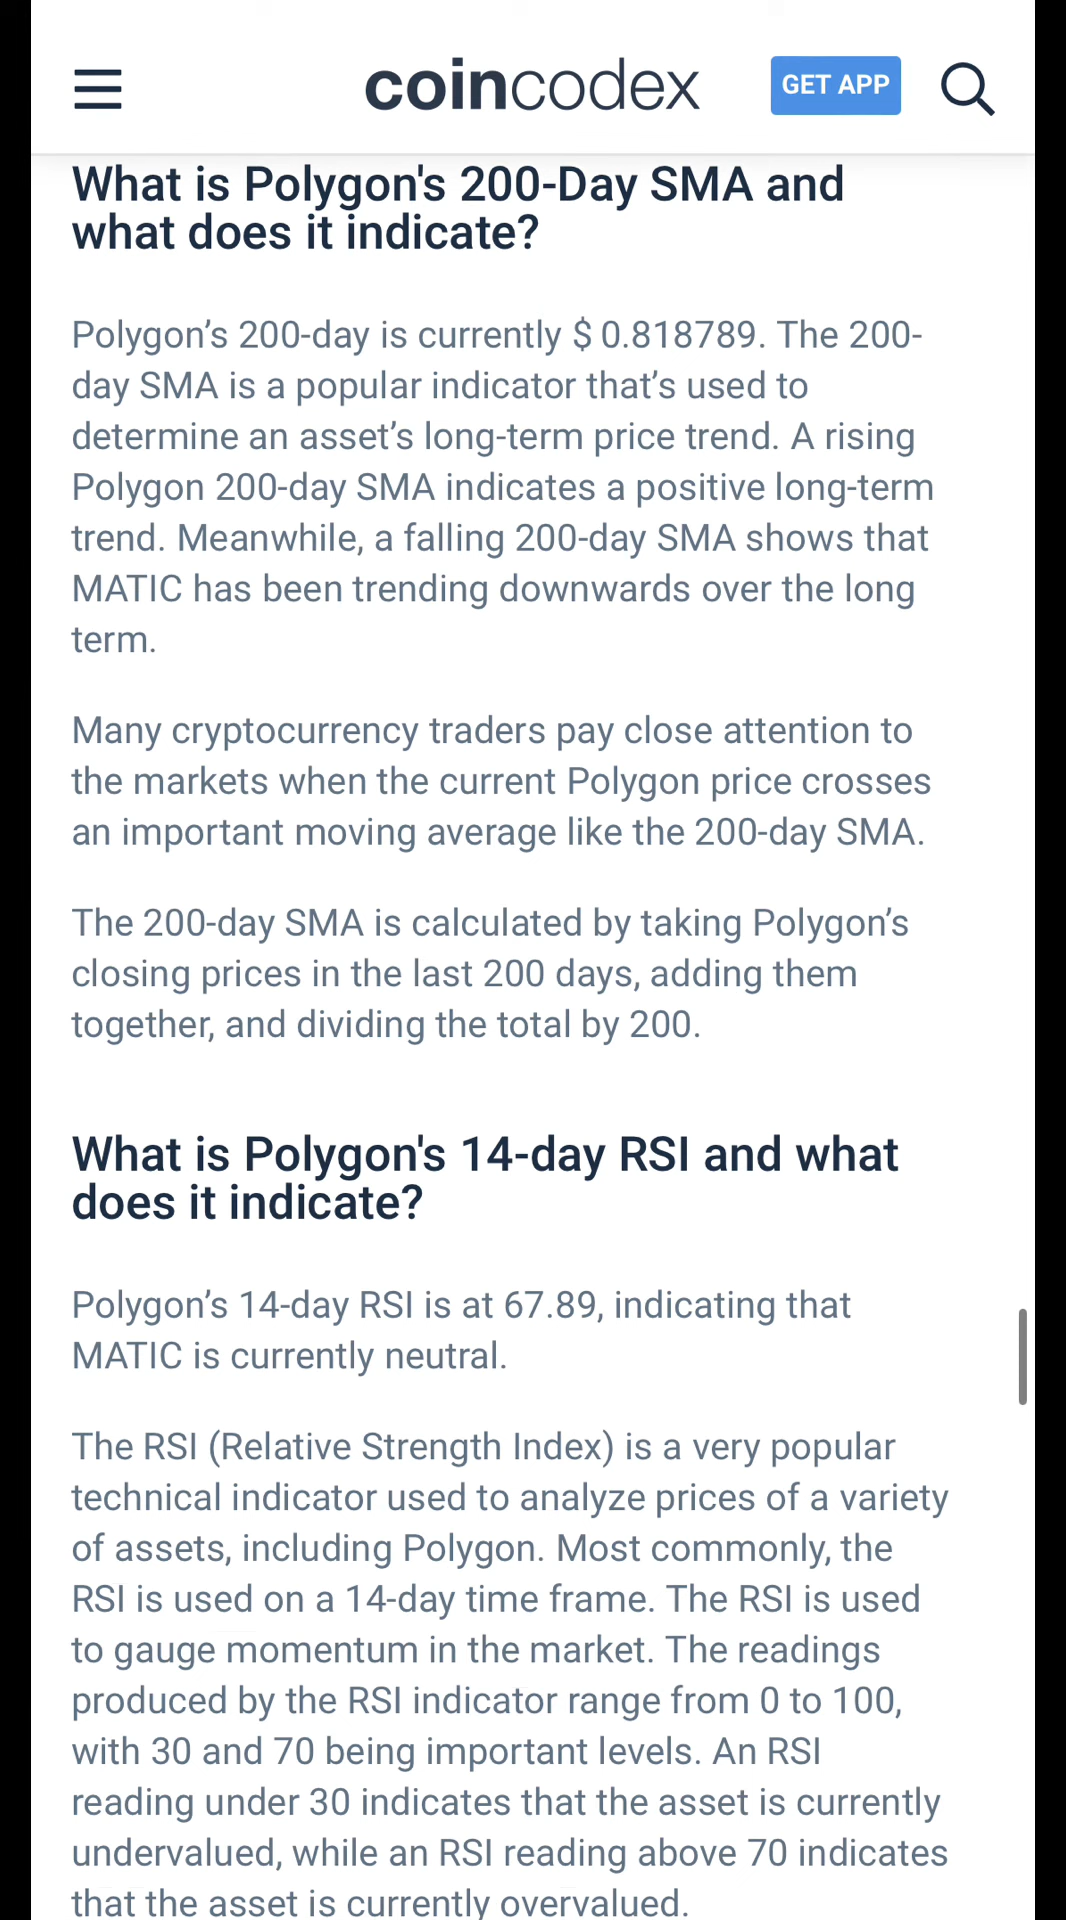 coincodex
GET APP
What is Polygon's 200-Day SMA and
what does it indicate?
Polygon’s 200-day is currently $ 0.818789. The 200-
day SMA is a popular indicator that’s used to
determine an asset’s long-term price trend. A rising
Polygon 200-day SMA indicates a positive long-term
trend. Meanwhile, a falling 200-day SMA shows that
MATIC has been trending downwards over the long
term.
Many cryptocurrency traders pay close attention to
the markets when the current Polygon price crosses
an important moving average like the 200-day SMA.
The 200-day SMA is calculated by taking Polygon’s
closing prices in the last 200 days, adding them
together, and dividing the total by 200.
What is Polygon's 14-day RSI and what
does it indicate?
Polygon’s 14-day RSI is at 67.89, indicating that
MATIC is currently neutral.
The RSI (Relative Strength Index) is a very popular
technical indicator used to analyze prices of a variety
of assets, including Polygon. Most commonly, the
RSI is used on a 14-day time frame. The RSI is used
to gauge momentum in the market. The readings
produced by the RSI indicator range from 0 to 100,
with 30 and 70 being important levels. An RSI
reading under 30 indicates that the asset is currently
undervalued, while an RSI reading above 70 indicates
that the asset is currently overvalued.